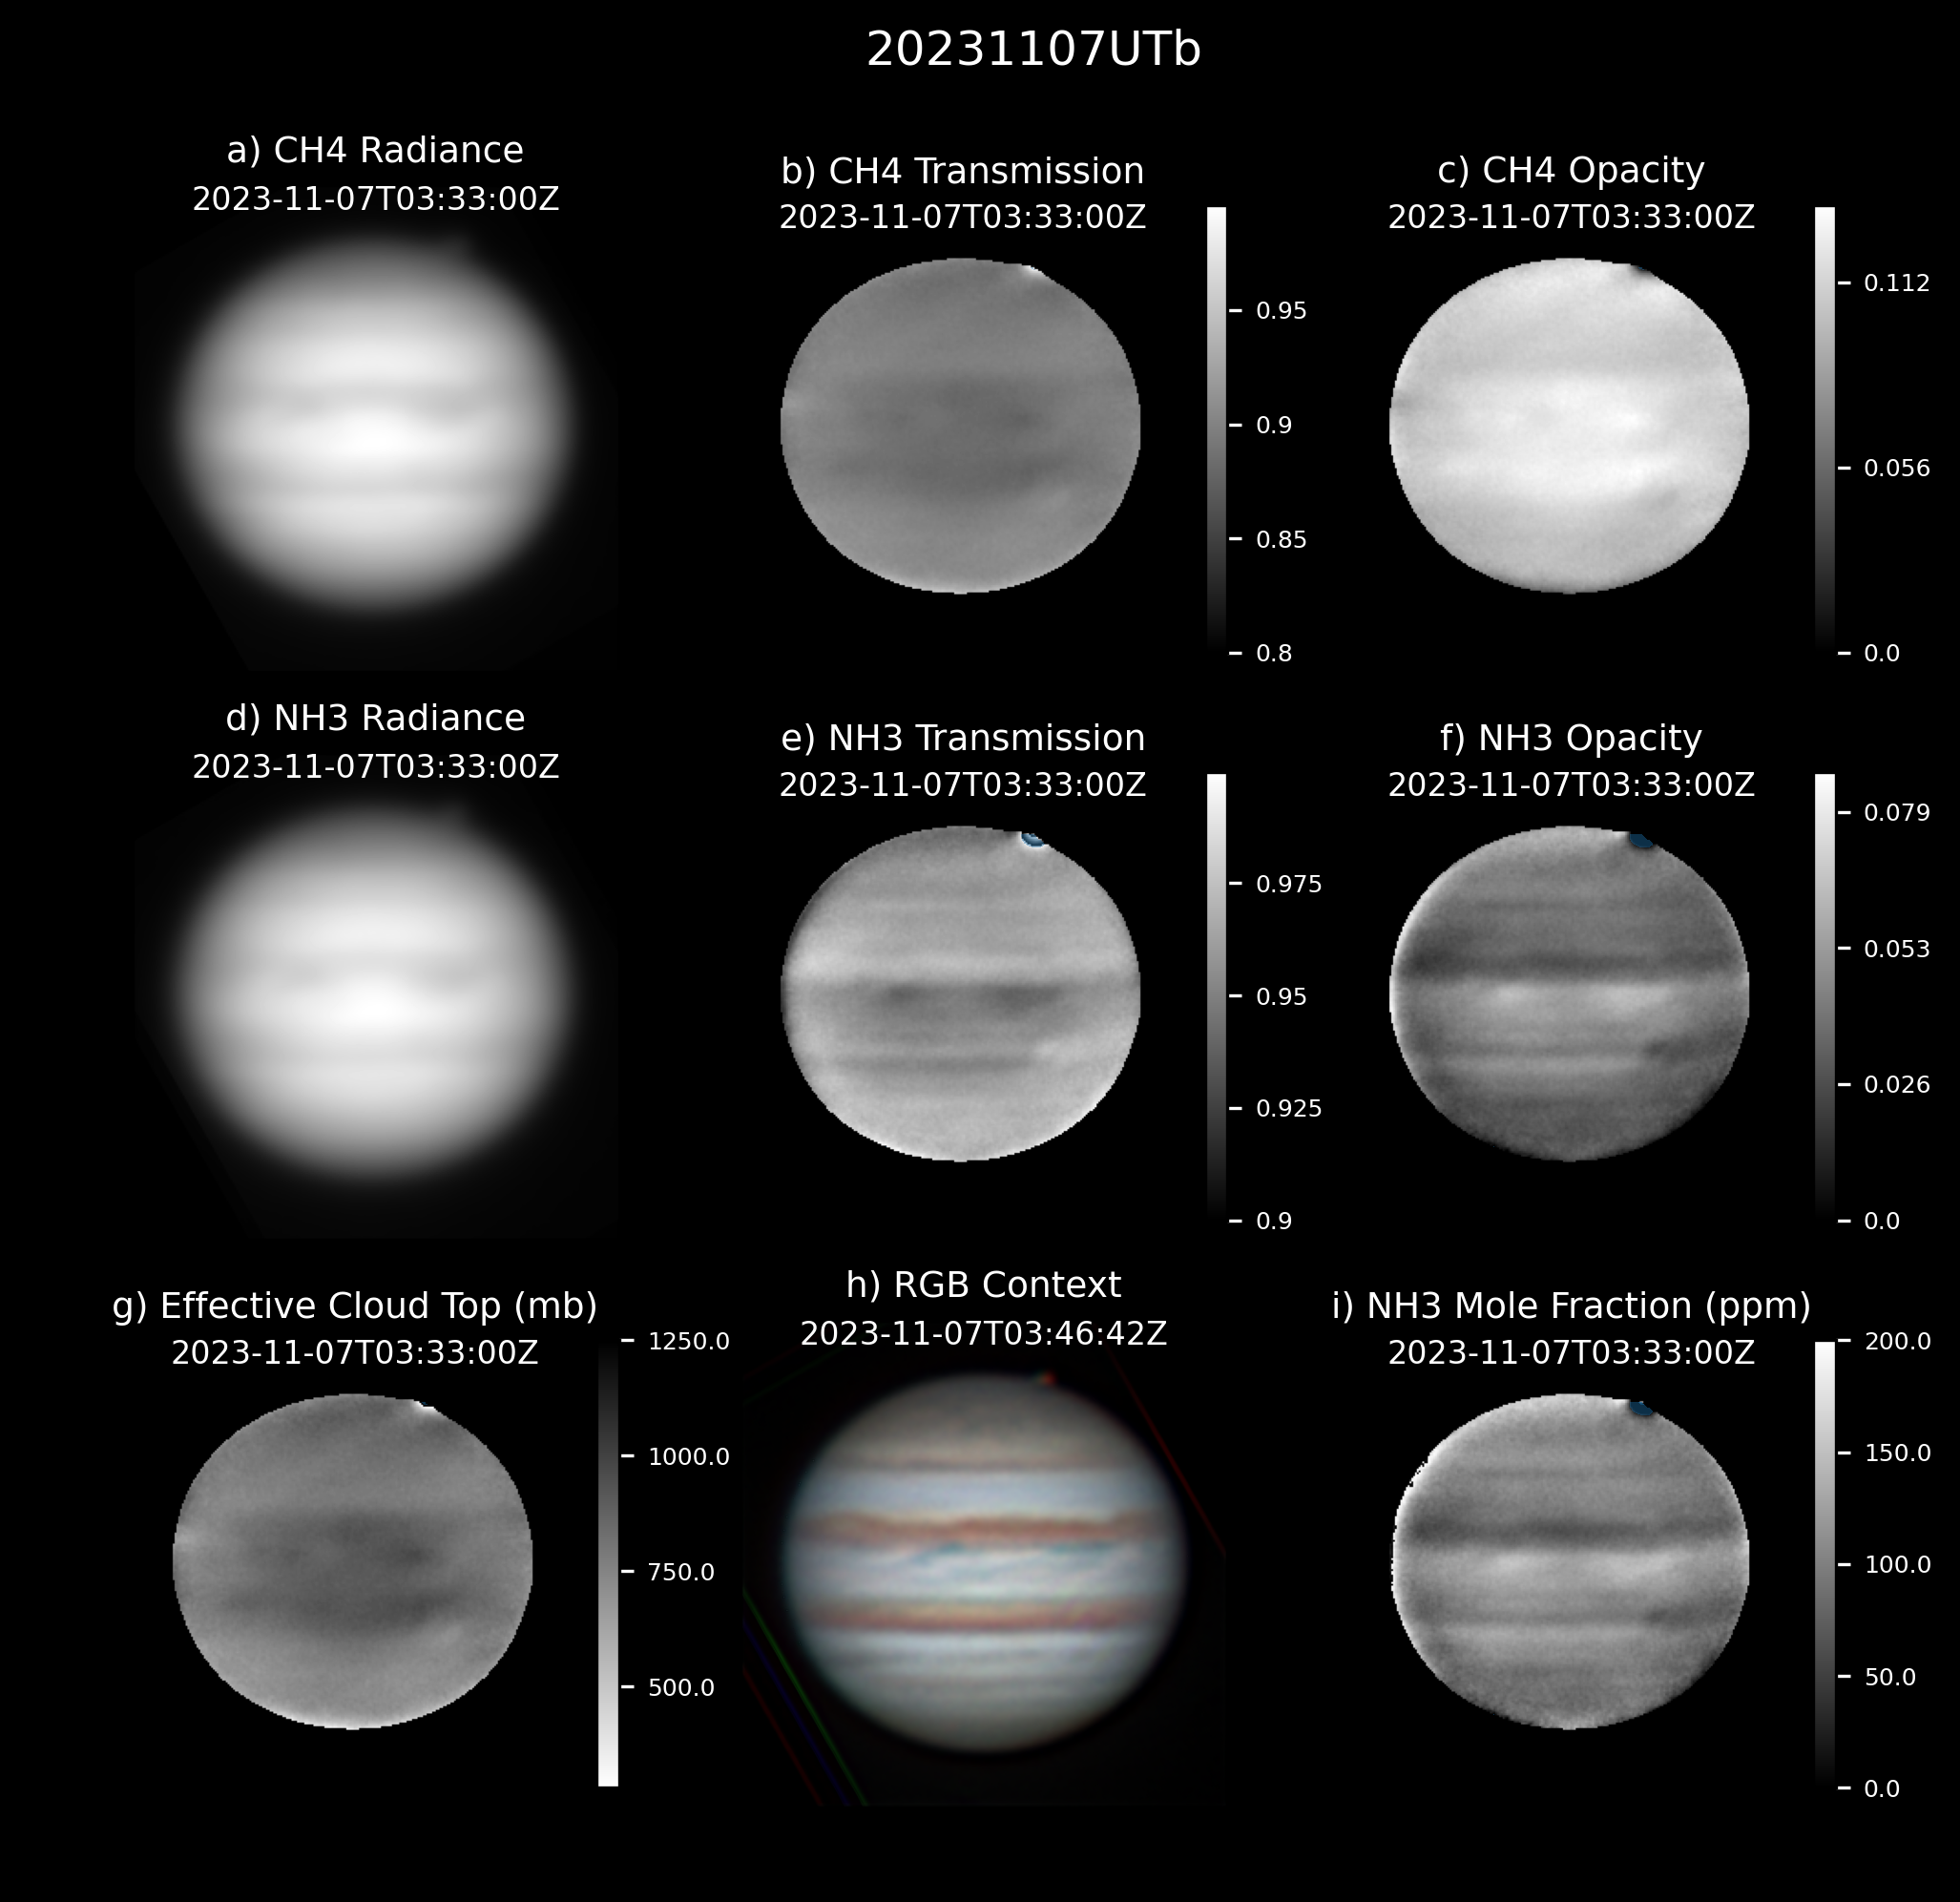 20231107UTb
a) CH4 Radiance
2023-11-07T03:33:00Z
b) CH4 Transmission
2023-11-07T03:33:00Z
0.95
0.9
0.85
0.8
c) CH4 Opacity
2023-11-07T03:33:00Z
0.112
0.056
0.0
d) NH3 Radiance
2023-11-07T03:33:00Z
e) NH3 Transmission
2023-11-07T03:33:00Z
0.975
0.95
0.925
0.9
f) NH3 Opacity
2023-11-07T03:33:00Z
0.079
0.053
0.026
0.0
g) Effective Cloud Top (mb)
2023-11-07T03:33:00Z
1250.0
1000.0
750.0
500.0
h) RGB Context
2023-11-07T03:46:42Z
i) NH3 Mole Fraction (ppm)
2023-11-07T03:33:00Z
200.0
150.0
100.0
50.0
0.0